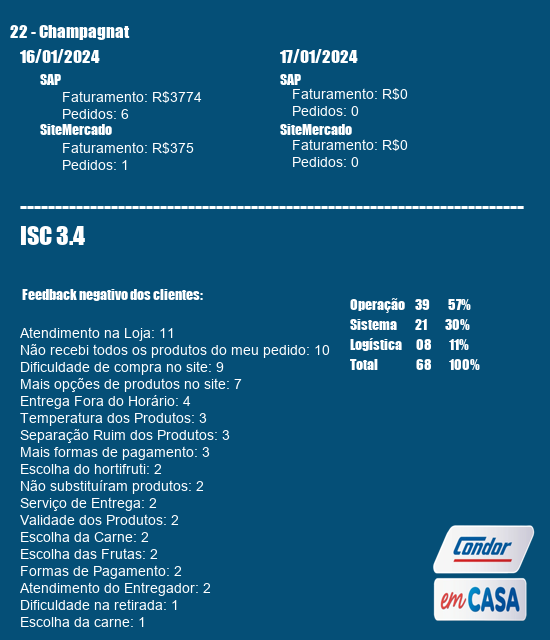 22 - Champagnat
16/01/2024
SAP
Faturamento: R$3774
Pedidos: 6
SiteMercado
Faturamento: R$375
Pedidos: 1
17/01/2024
SAP
Faturamento: R$0
Pedidos: 0
SiteMercado
Faturamento: R$0
Pedidos: 0
------------------------------------------------------------------------
ISC 3.4
Feedback negativo dos clientes:
Atendimento na Loja: 11
Não recebi todos os produtos do meu pedido: 10
Dificuldade de compra no site: 9
Mais opções de produtos no site: 7
Entrega Fora do Horário: 4
Temperatura dos Produtos: 3
Separação Ruim dos Produtos: 3
Mais formas de pagamento: 3
Escolha do hortifruti: 2
Não substituíram produtos: 2
Serviço de Entrega: 2
Validade dos Produtos: 2
Escolha da Carne: 2
Escolha das Frutas: 2
Formas de Pagamento: 2
Atendimento do Entregador: 2
Dificuldade na retirada: 1
Escolha da carne: 1
Operação 39 57%
Sistema 21 30%
Logística 08 11%
Total 68 100%
Condor
em CASA